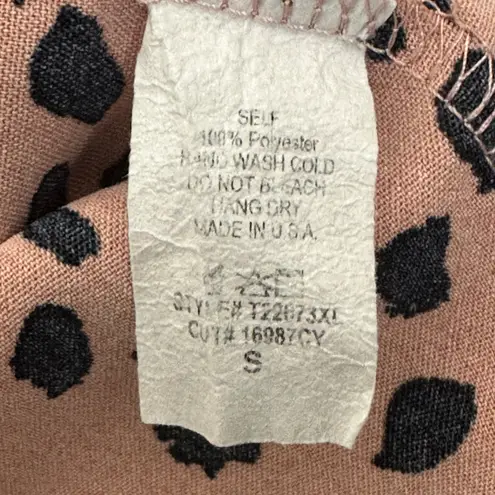 SELF
100% Polyester
HAND WASH COLD
DO NOT BLEACH
HANG DRY
MADE IN U.S.A.
STYLE# T22673XL
CUT# 16987CY
S